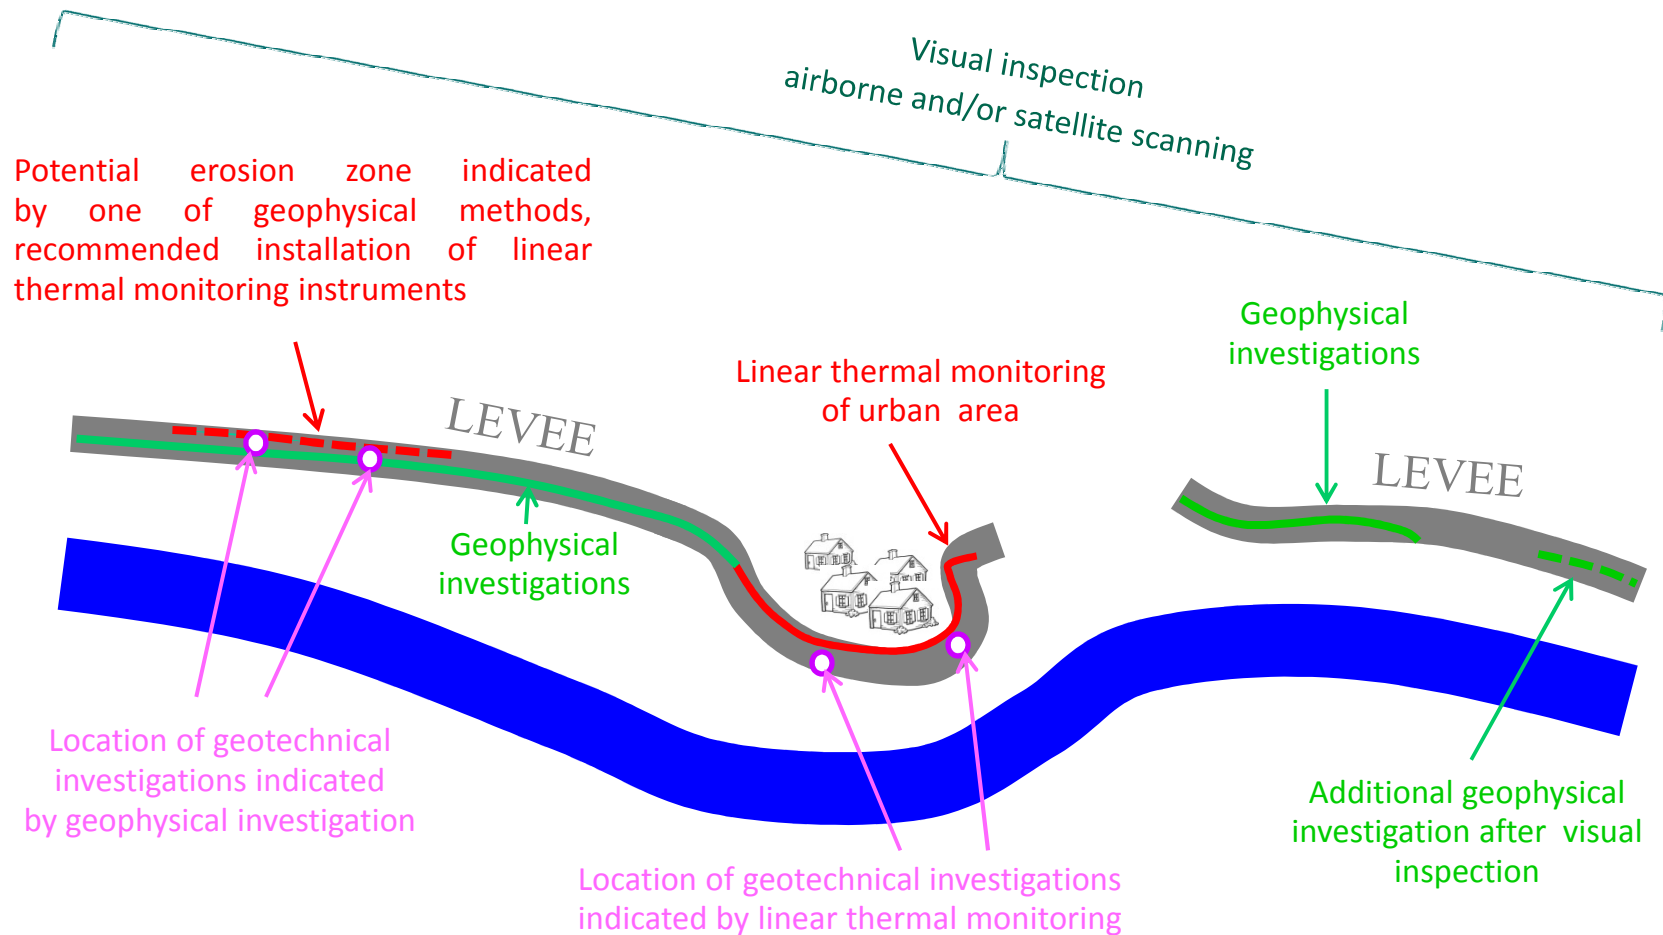 Visual inspection
airborne and/or satellite scanning
Potential erosion zone indicated
by one of geophysical methods,
recommended installation of linear
thermal monitoring instruments
Geophysical
investigations
Linear thermal monitoring
of urban area
LEVEE
LEVEE
Geophysical
investigations
Location of geotechnical
investigations indicated
by geophysical investigation
Additional geophysical
investigation after visual
inspection
Location of geotechnical investigations
indicated by linear thermal monitoring